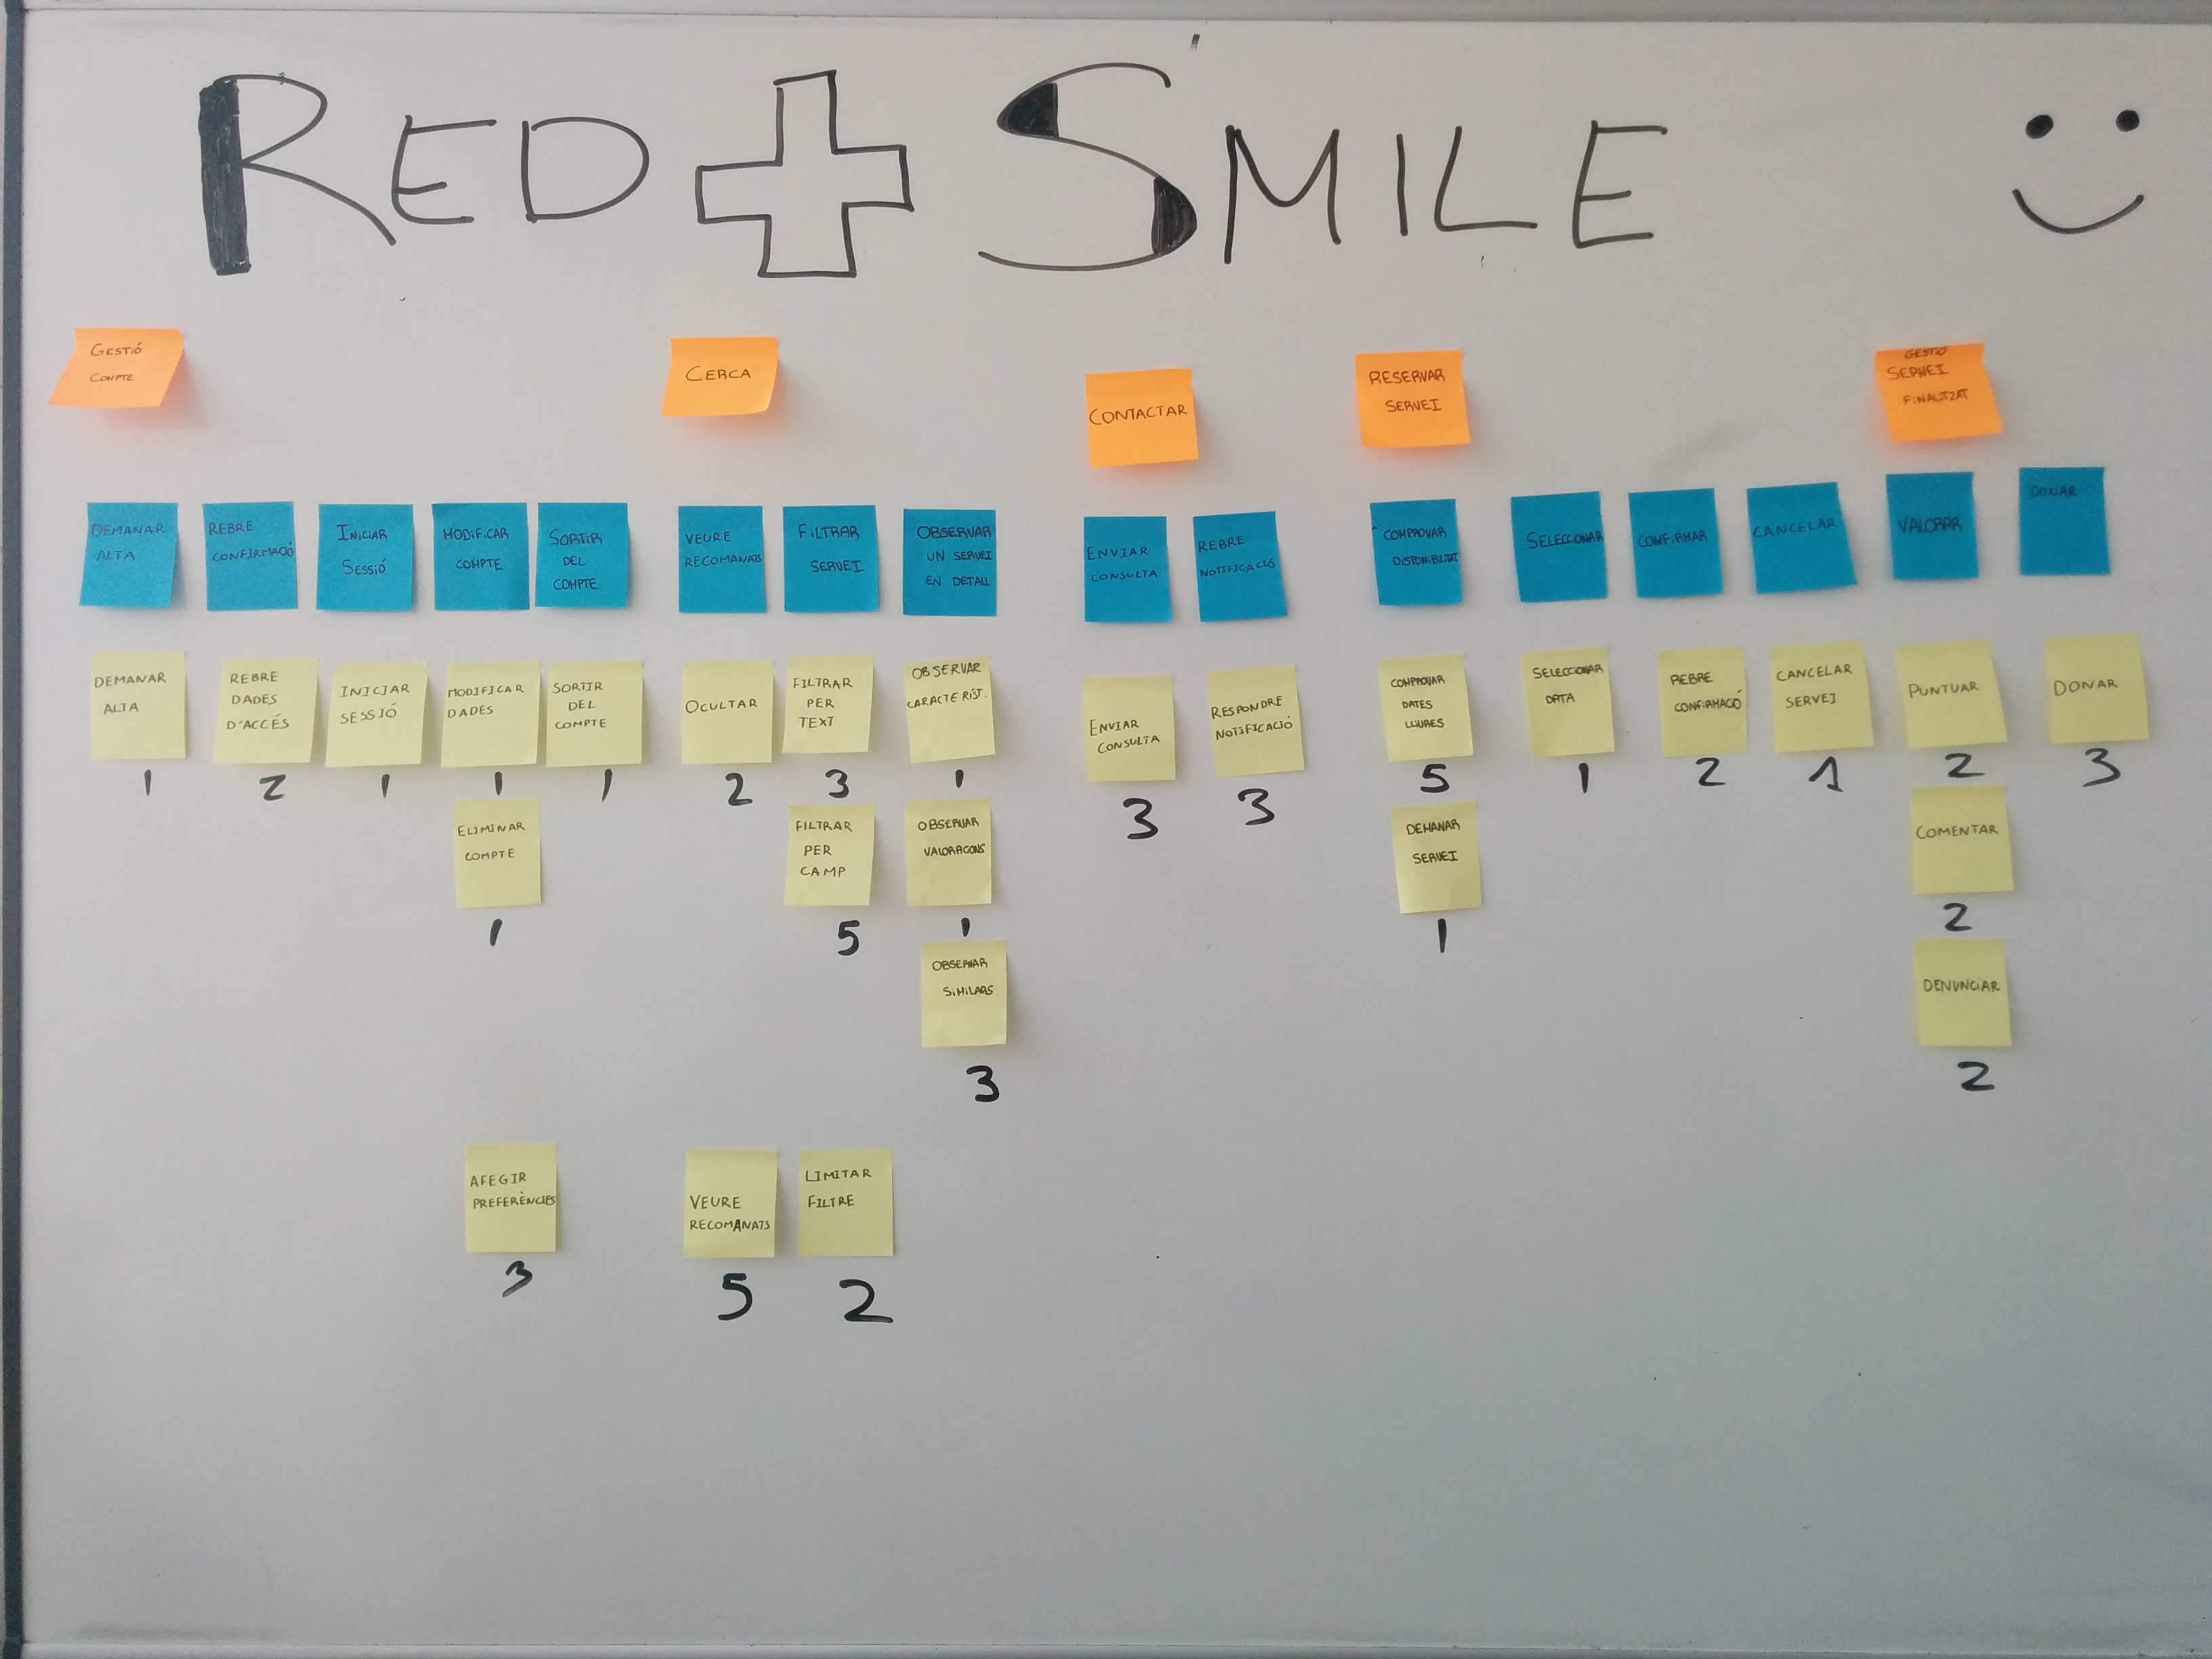 RED SMILE
GESTIÓ
COMPTE
CERCA
CONTACTAR
RESERVAR
SERVEI
GESTIÓ
SERVEI
FINALITZAT
DEMANAR
ALTA
REBRE
CONFIRMACIÓ
INICIAR
SESSIÓ
MODIFICAR
COMPTE
SORTIR
DEL
COMPTE
VEURE
RECOMANATS
FILTRAR
SERVEI
OBSERVAR
UN SERVEI
EN DETALL
ENVIAR
CONSULTA
REBRE
NOTIFICACIÓ
COMPROVAR
DISPONIBILITAT
SELECCIONAR
CONFIRMAR
CANCELAR
VALORAR
DONAR
DEMANAR
ALTA
1
REBRE
DADES
D'ACCÉS
2
INICIAR
SESSIÓ
1
MODIFICAR
DADES
1
SORTIR
DEL
COMPTE
1
OCULTAR
2
FILTRAR
PER
TEXT
3
OBSERVAR
CARACTERÍST.
1
ENVIAR
CONSULTA
3
RESPONDRE
NOTIFICACIÓ
3
COMPROVAR
DATES
LLIURES
5
SELECCIONAR
DATA
1
REBRE
CONFIRMACIÓ
2
CANCELAR
SERVEI
1
PUNTUAR
2
DONAR
3
ELIMINAR
COMPTE
1
FILTRAR
PER
CAMP
5
OBSERVAR
VALORACONS
1
DEMANAR
SERVEI
1
COMENTAR
2
OBSERVAR
SIMILARS
3
DENUNCIAR
2
AFEGIR
PREFERÈNCIES
3
VEURE
RECOMANATS
5
LIMITAR
FILTRE
2